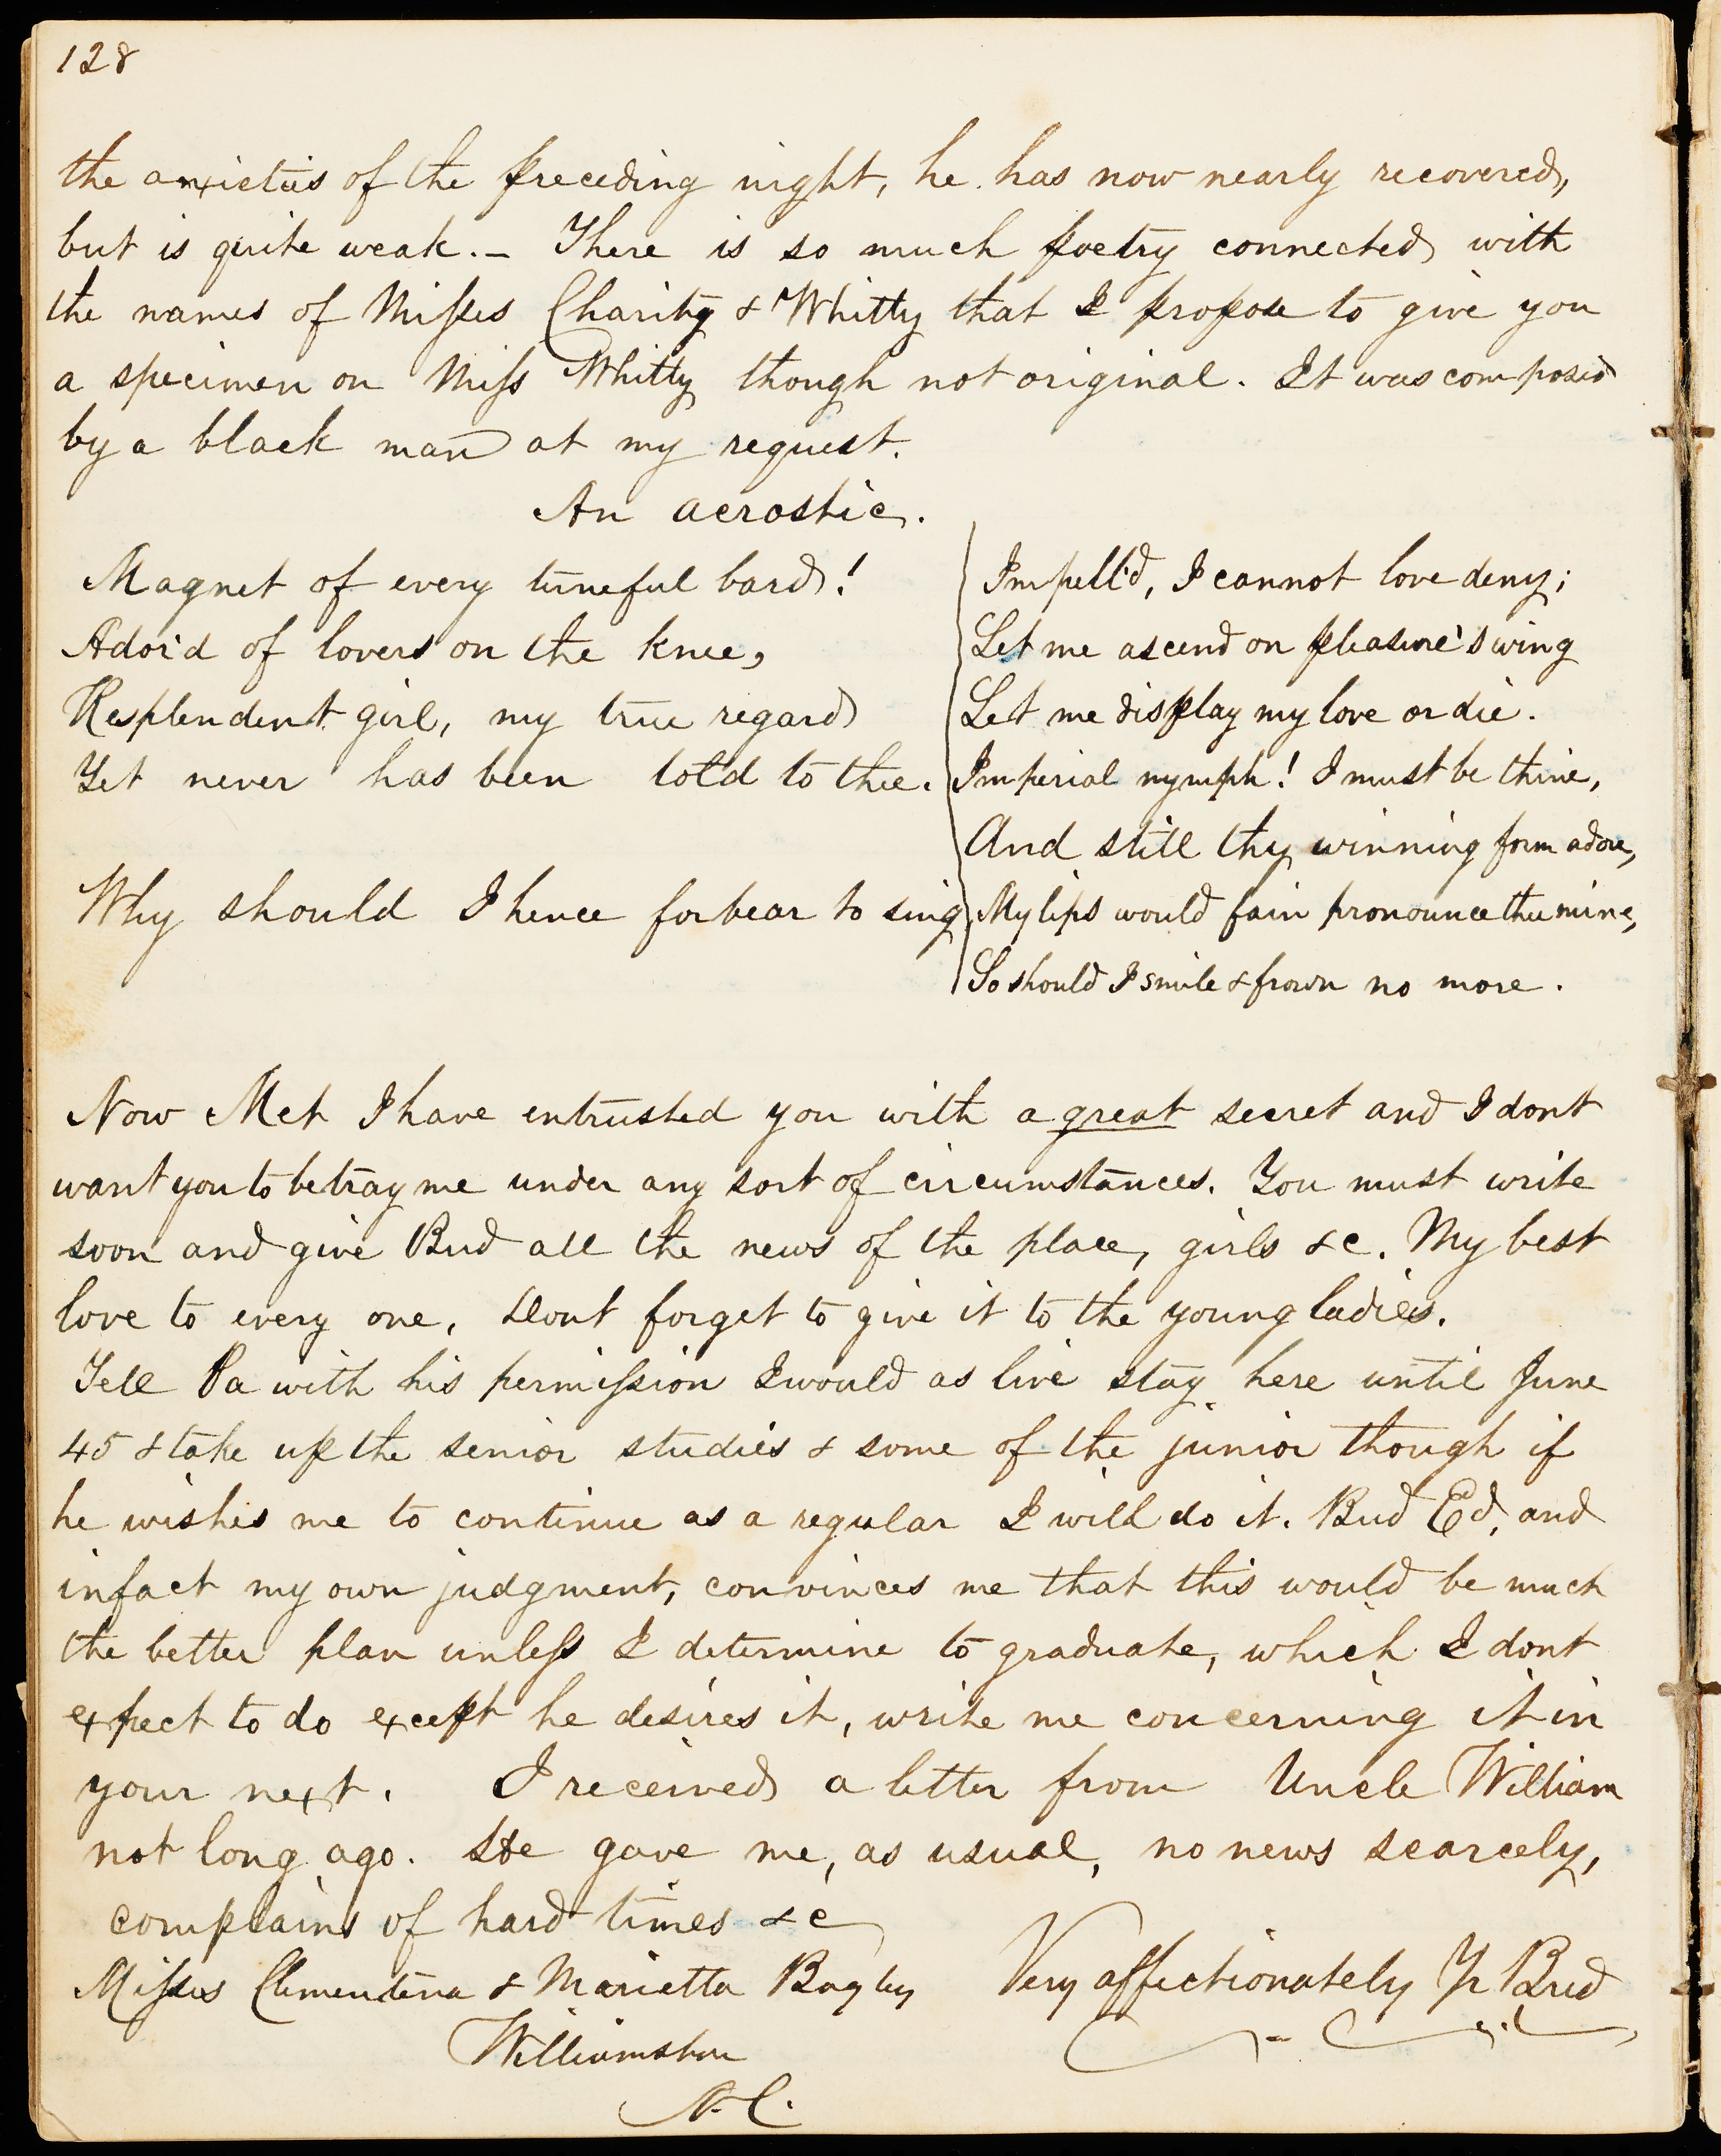 128
the anxieties of the preceding night, he has now nearly recovered,
but is quite weak. – There is so much poetry connected with
the names of Misses Charity & Whitty that I propose to give you
a specimen on Miss Whitty though not original. It was composed
by a black man at my request.
An acrostic.
Magnet of every tuneful bard!
Ador'd of lovers on the knee,
Resplendent girl, my true regard
Yet never has been told to thee.
Why should I hence forbear to sing
Impell'd, I cannot love deny;
Let me ascend on pleasure's wing
Let me display my love or die.
Imperial nymph! I must be thine,
And still thy winning form adore,
My lips would fain pronounce thee mine,
So should I smile & frown no more.
Now Met I have entrusted you with a great secret and I dont
want you to betray me under any sort of circumstances. You must write
soon and give Bud all the news of the place, girls &c. My best
love to every one, Dont forget to give it to the young ladies.
Tell Pa with his permission I would as live stay here until June
45 & take up the senior studies & some of the junior though if
he wishes me to continue as a regular I will do it. Bud Ed, and
infact my own judgment, convinces me that this would be much
the better plan unless I determine to graduate, which I dont
expect to do except he desires it, write me concerning it in
your next. I received a letter from Uncle William
not long ago. He gave me, as usual, no news scarcely,
complains of hard times &c
Very affectionately Yr Bud
Misses Clementina & Marietta Bagley
Williamston
N.C.